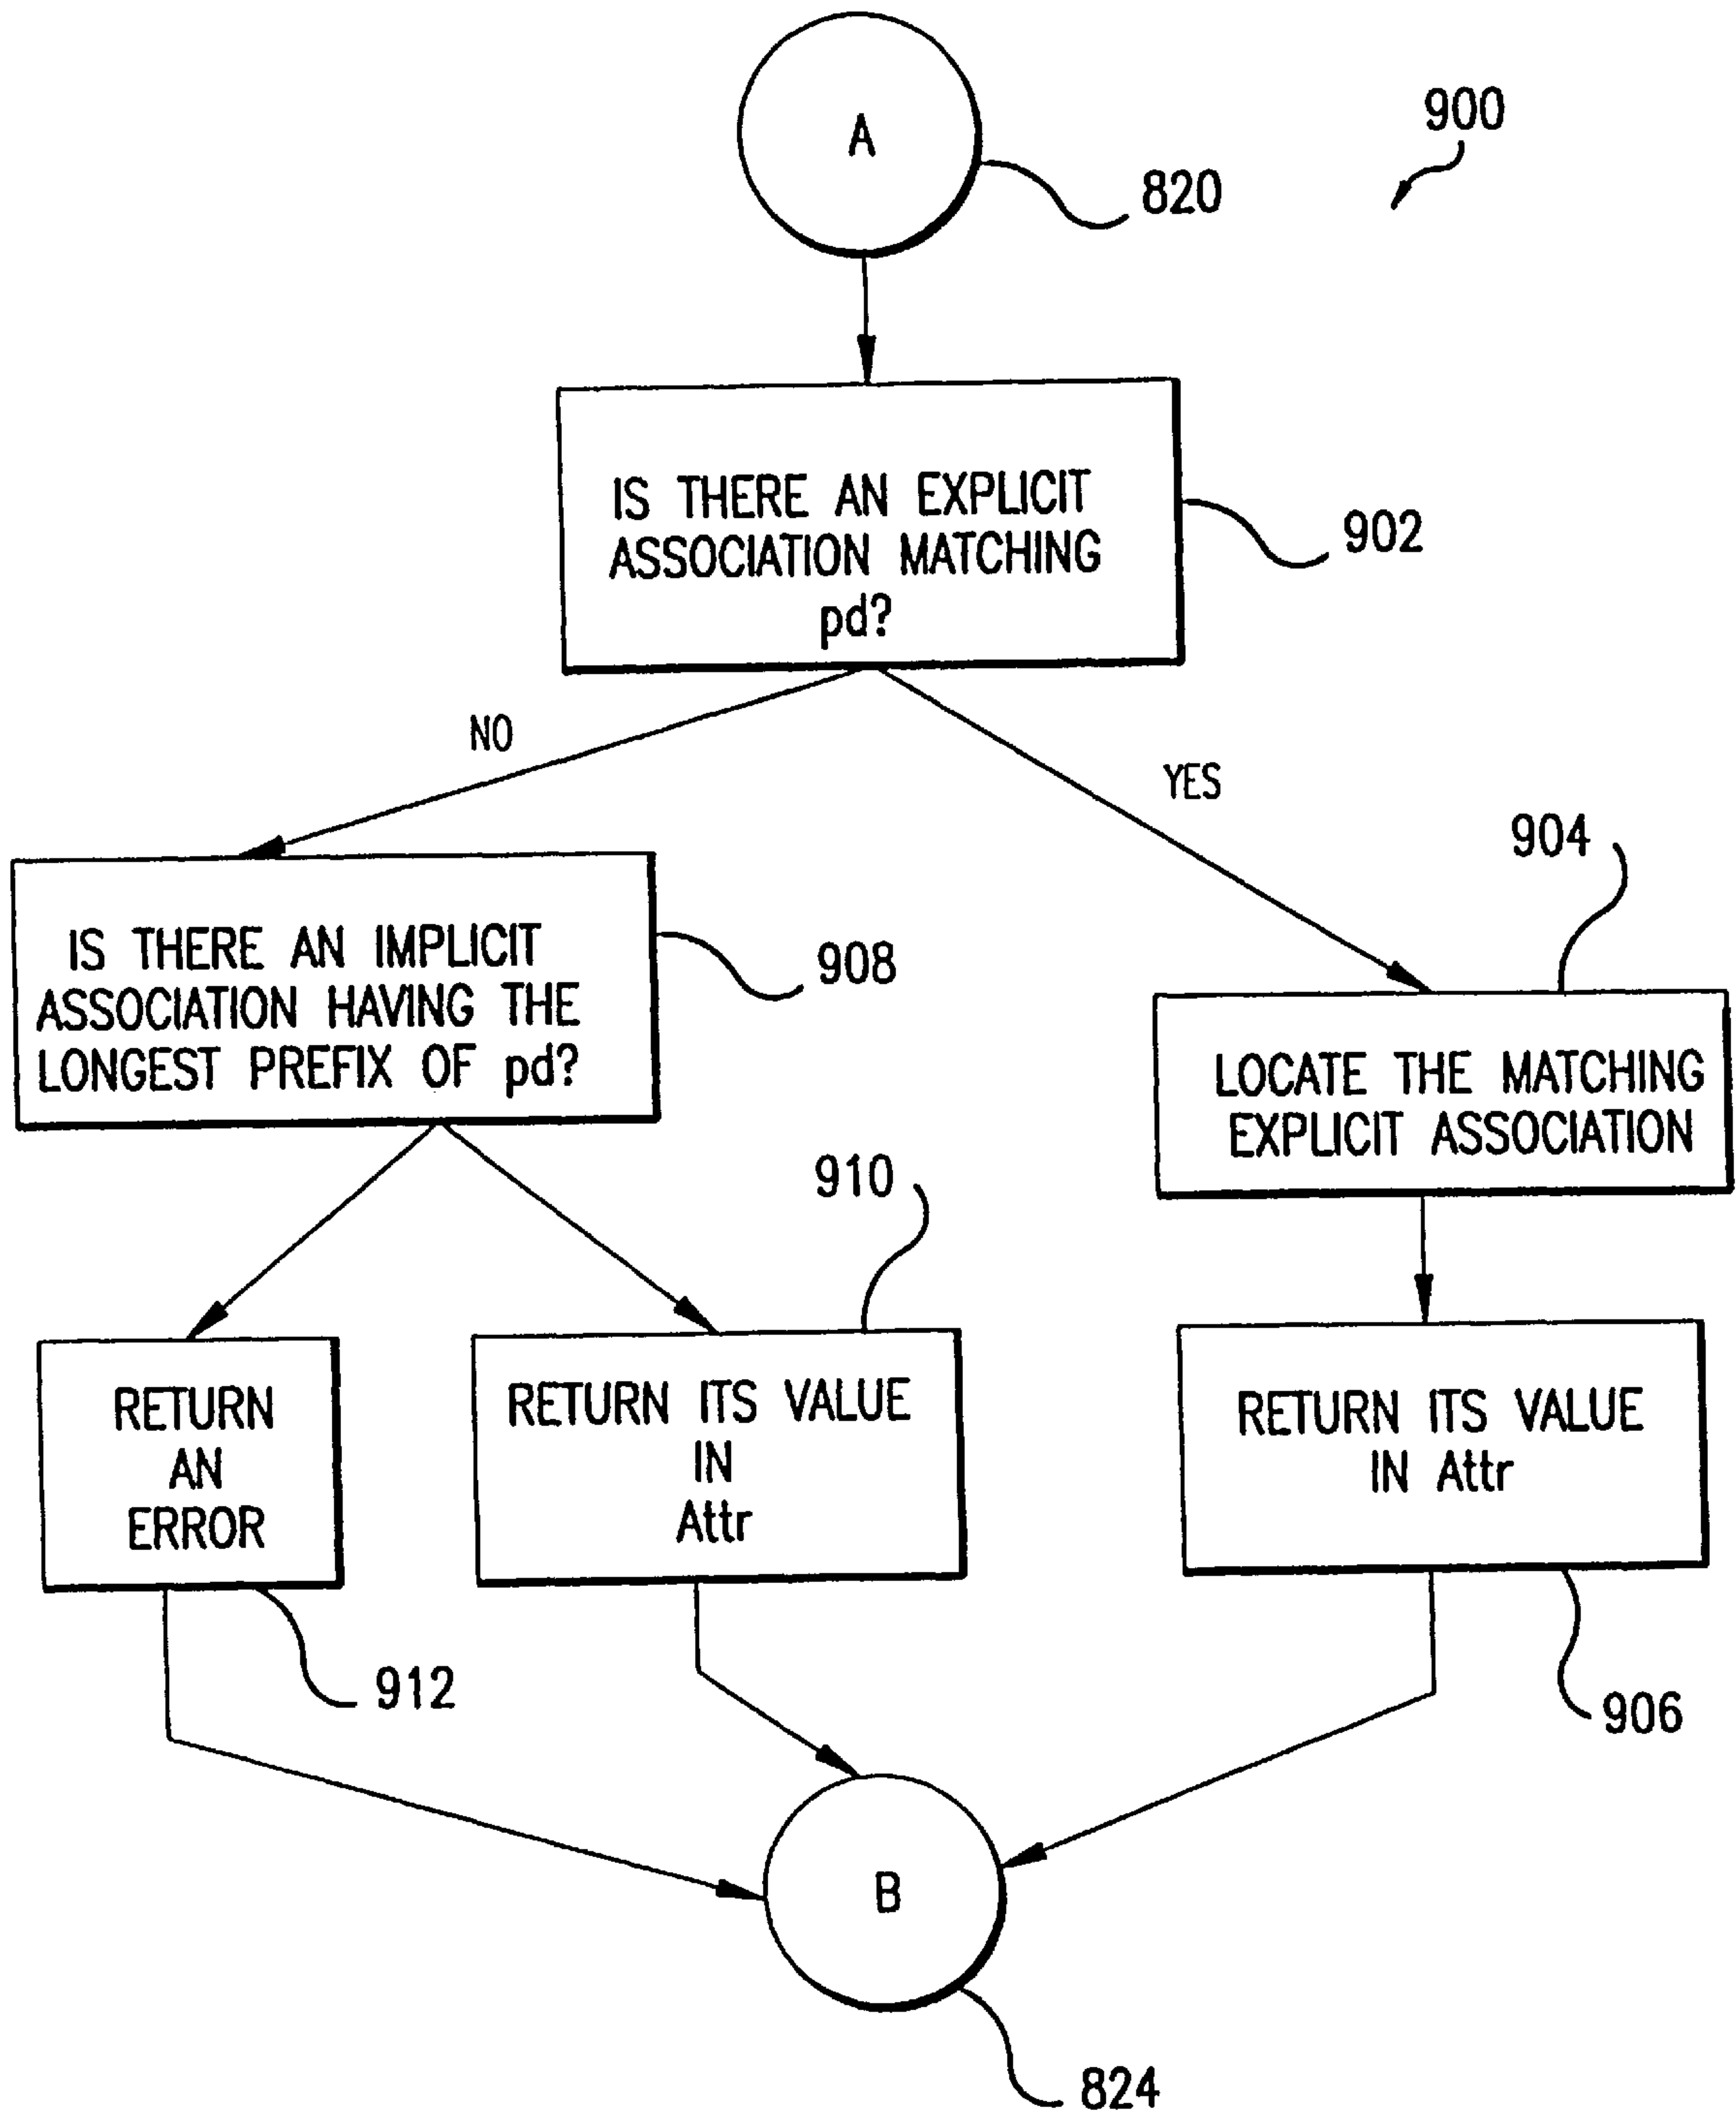 A
900
820
IS THERE AN EXPLICIT
ASSOCIATION MATCHING
pd?
902
NO
YES
904
IS THERE AN IMPLICIT
ASSOCIATION HAVING THE
LONGEST PREFIX OF pd?
908
LOCATE THE MATCHING
EXPLICIT ASSOCIATION
910
RETURN
AN
ERROR
RETURN ITS VALUE
IN
Attr
RETURN ITS VALUE
IN Attr
912
906
B
824